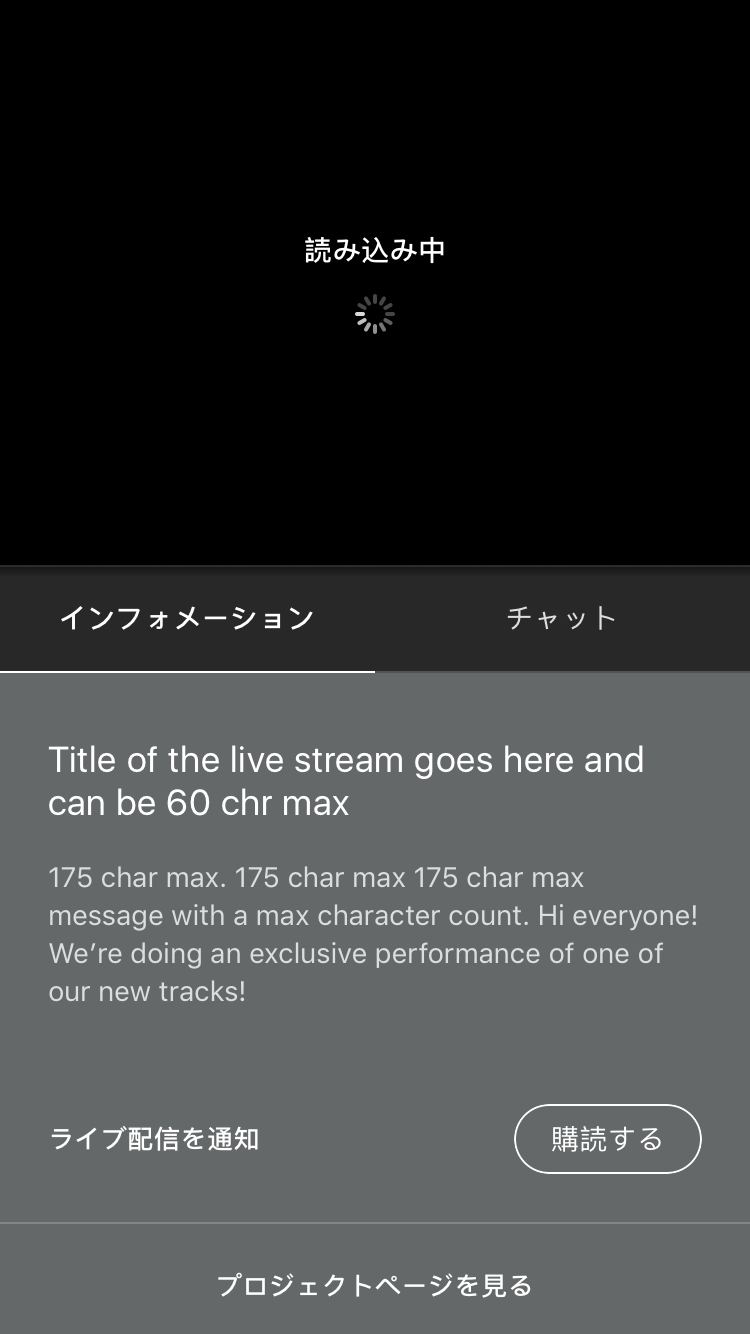 読み込み中
インフォメーション
チャット
Title of the live stream goes here and
can be 60 chr max
175 char max. 175 char max 175 char max
message with a max character count. Hi everyone!
We’re doing an exclusive performance of one of
our new tracks!
ライブ配信を通知
購読する
プロジェクトページを見る